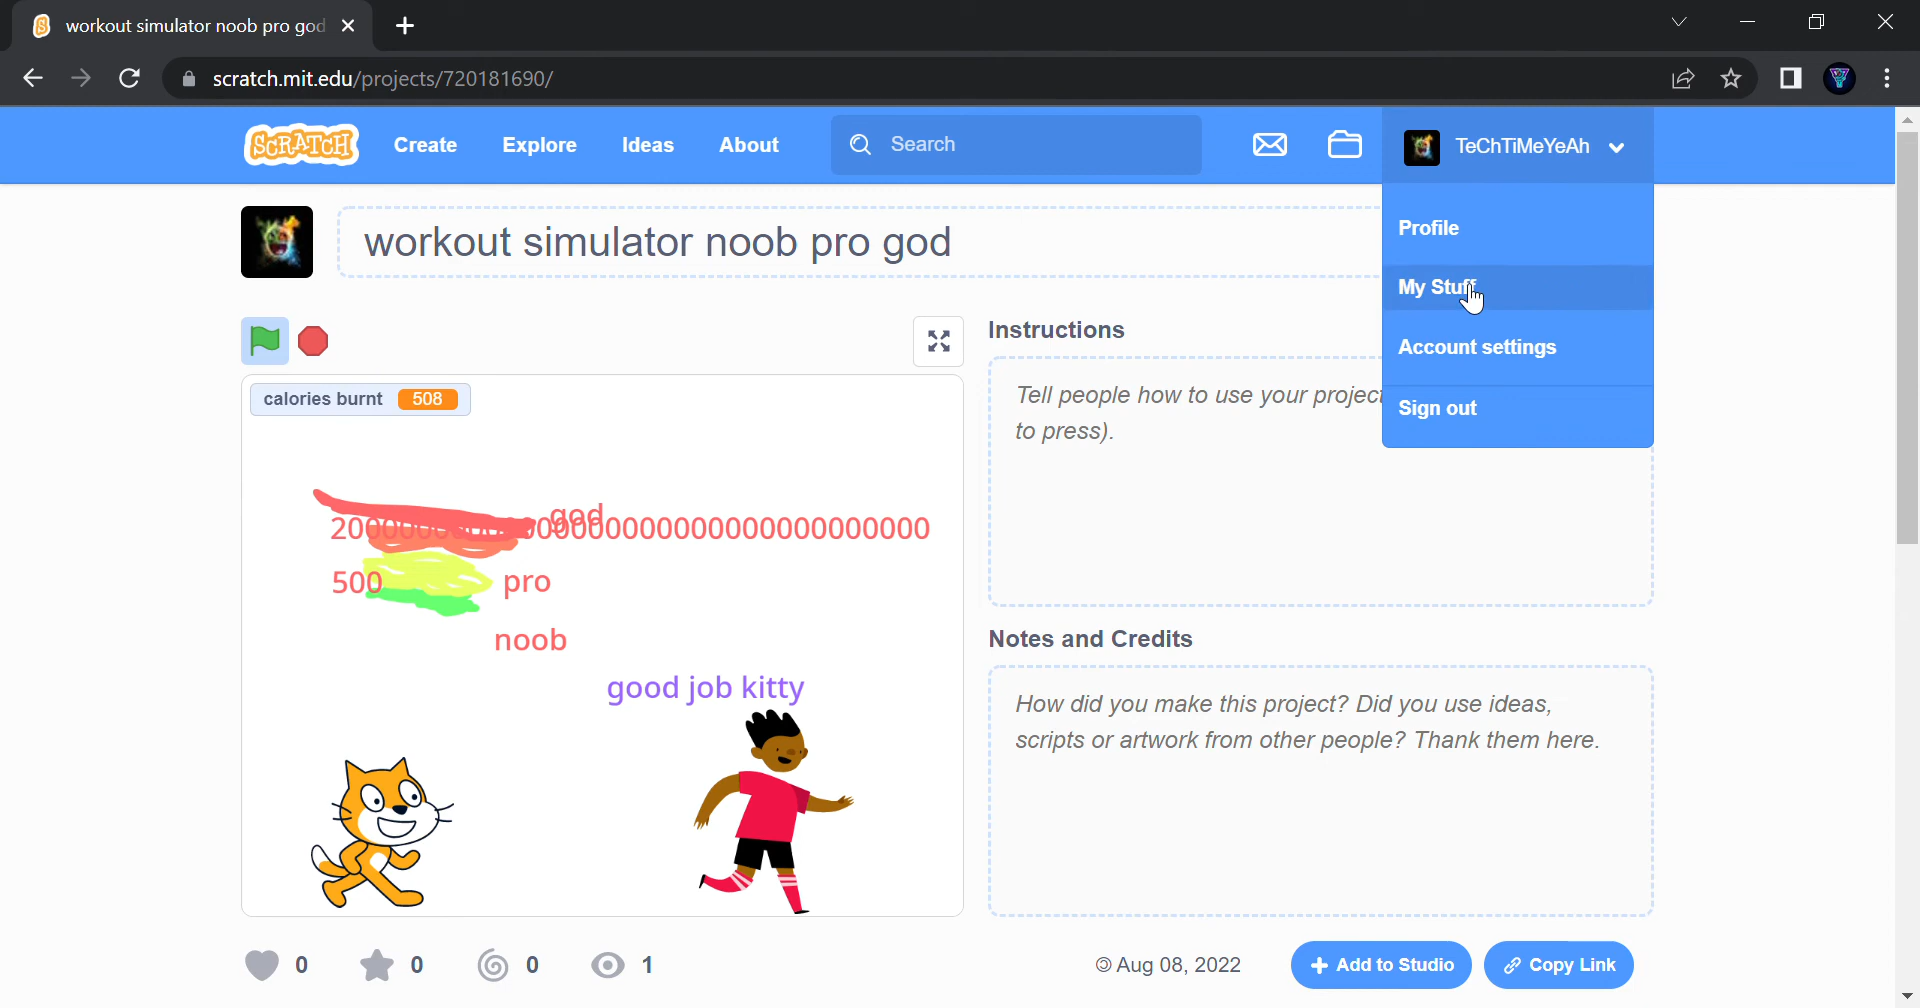 workout simulator noob pro god
scratch.mit.edu/projects/720181690/
SCRATCH Create Explore Ideas About Search TeChTiMeYeAh
workout simulator noob pro god
Profile
My Stuff
Account settings
Sign out
Instructions
Tell people how to use your project
to press).
calories burnt 508
god
500 pro
noob
good job kitty
Notes and Credits
How did you make this project? Did you use ideas,
scripts or artwork from other people? Thank them here.
0 0 0 1
© Aug 08, 2022 Add to Studio Copy Link